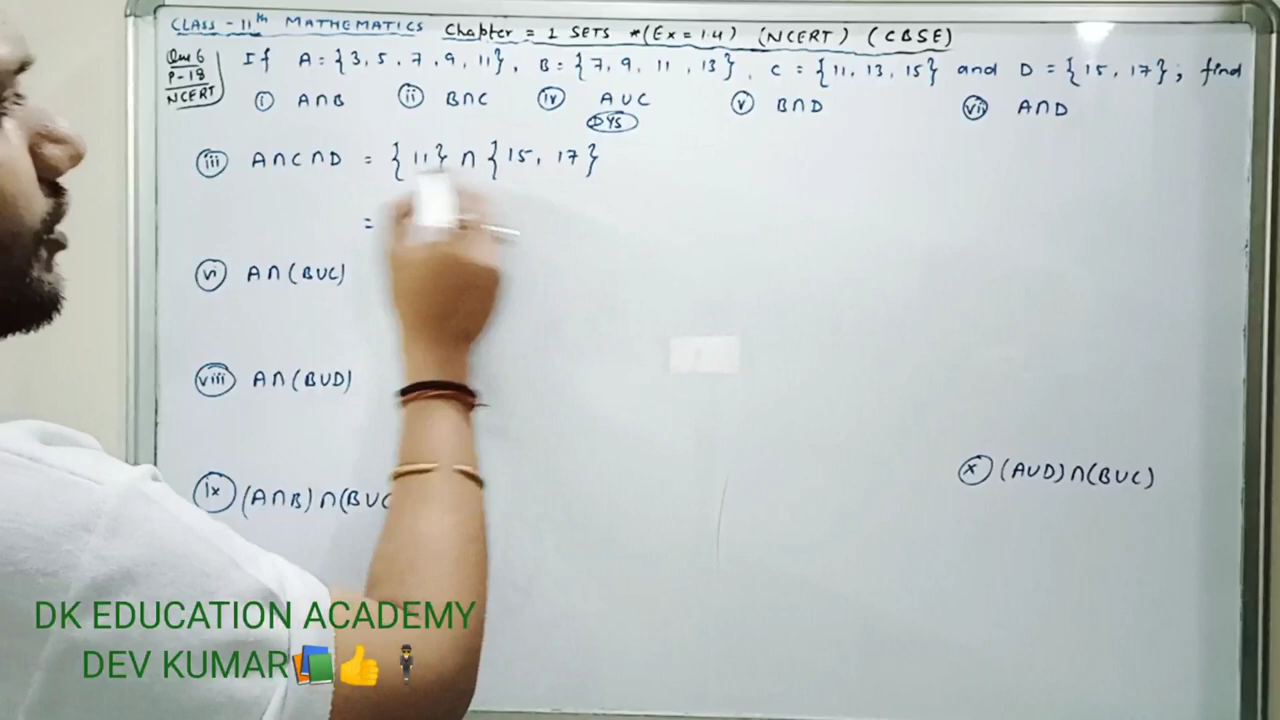 CLASS - 11th MATHEMATICS Chapter = 1 SETS *(Ex = 1.4) (NCERT) (CBSE)
Que 6
P-18
NCERT
If A = {3, 5, 7, 9, 11}, B = {7, 9, 11, 13}, C = {11, 13, 15} and D = {15, 17}; find
(i) A∩B (ii) B∩C (iv) A∪C (v) B∩D (vii) A∩D
DYS
(iii) A∩C∩D = {11} ∩ {15, 17}
=
(vi) A∩(B∪C)
(viii) A∩(B∪D)
(x) (A∪D)∩(B∪C)
(ix) (A∩B)∩(B∪C
DK EDUCATION ACADEMY
DEV KUMAR📚👍🕴